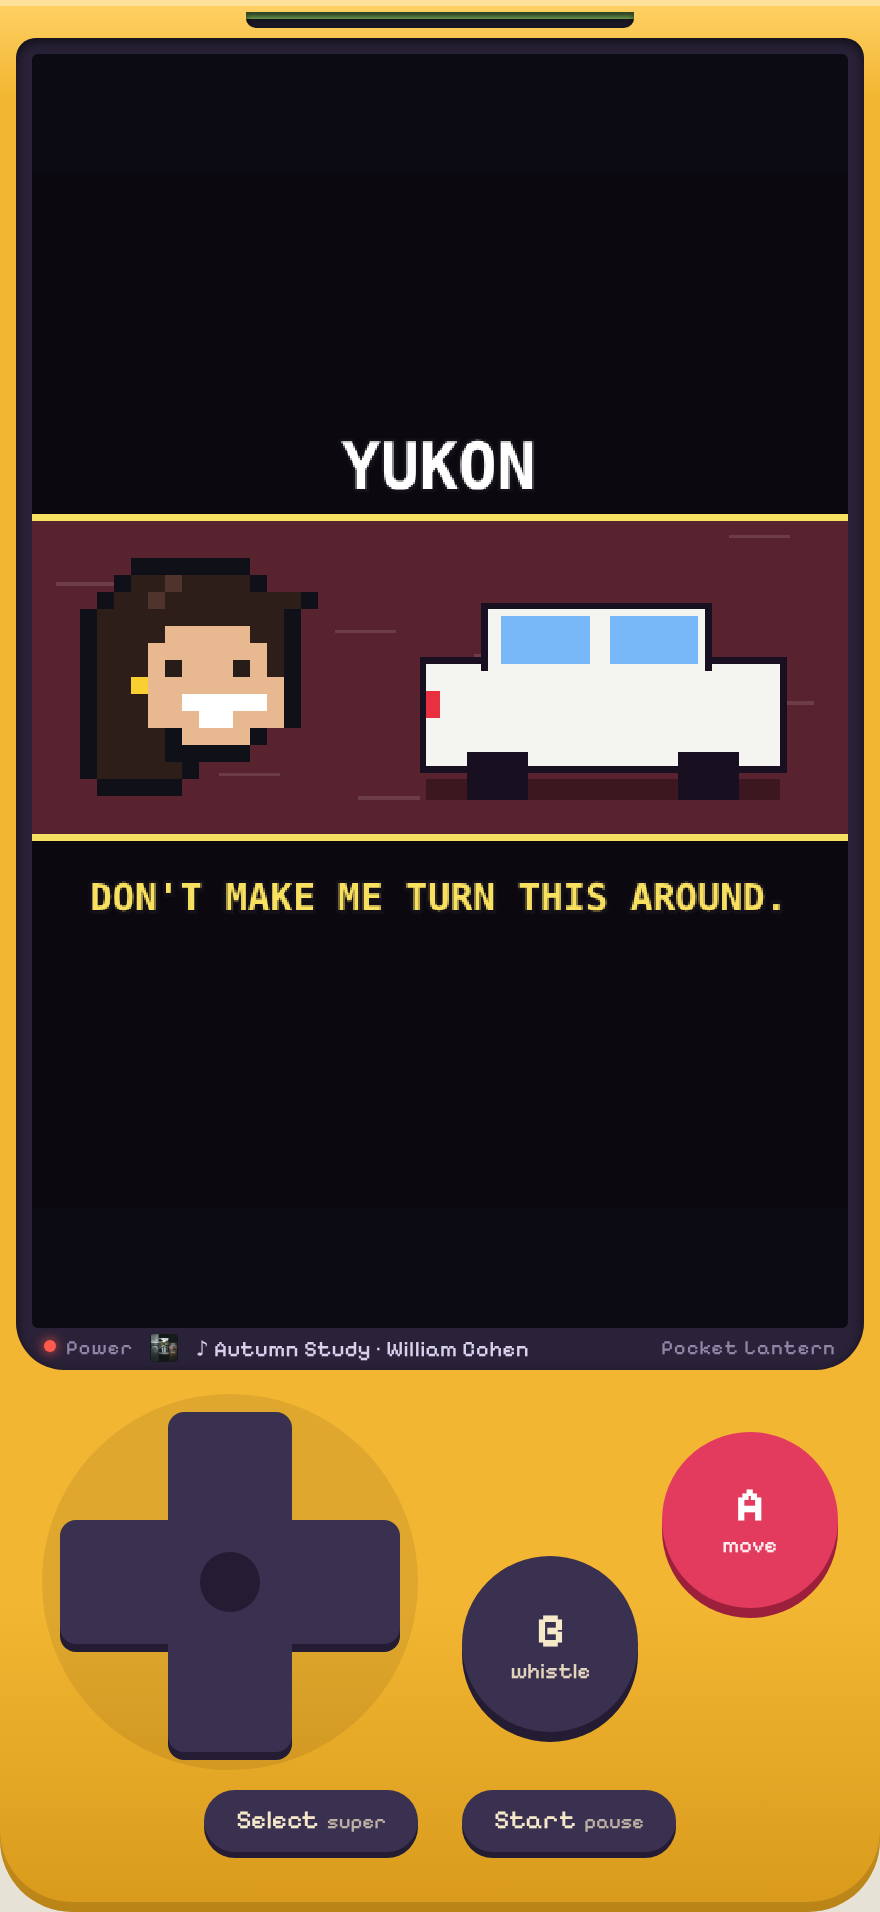 YUKON
DON'T MAKE ME TURN THIS AROUND.
Power ♪ Autumn Study · William Cohen Pocket Lantern
A
move
B
whistle
Select super Start pause